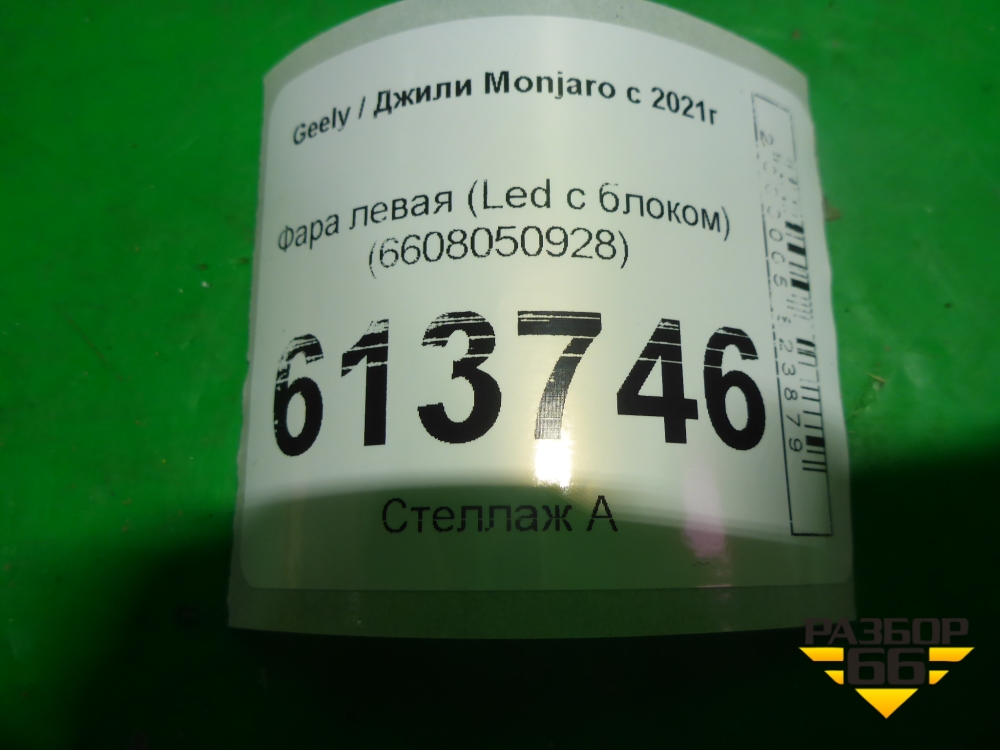 Geely / Джили Monjaro с 2021г
Фара левая (Led с блоком)
(6608050928)
613746
Стеллаж А
РАЗБОР
66